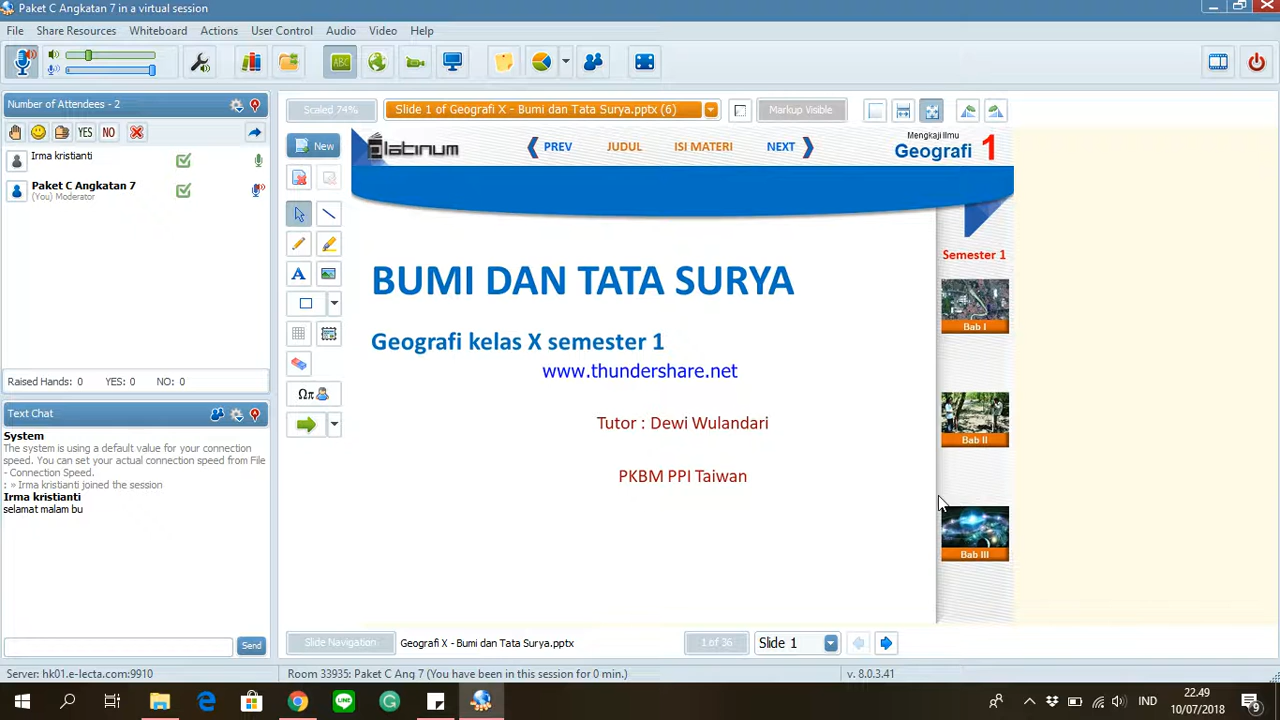 Paket C Angkatan 7 in a virtual session
File Share Resources Whiteboard Actions User Control Audio Video Help
ABC
Number of Attendees - 2
YES NO
Irma kristianti
Paket C Angkatan 7
(You) Moderator
Raised Hands: 0 YES: 0 NO: 0
Text Chat
System
The system is using a default value for your connection
speed. You can set your actual connection speed from File
- Connection Speed.
: » Irma kristianti joined the session
Irma kristianti
selamat malam bu
Send
Scaled 74%
Slide 1 of Geografi X - Bumi dan Tata Surya.pptx (6)
Markup Visible
New
A
Ωπ
Platinum
PREV JUDUL ISI MATERI NEXT
Mengkaji Ilmu
Geografi 1
BUMI DAN TATA SURYA
Geografi kelas X semester 1
www.thundershare.net
Tutor : Dewi Wulandari
PKBM PPI Taiwan
Semester 1
Bab I
Bab II
Bab III
Slide Navigation Geografi X - Bumi dan Tata Surya.pptx 1 of 36 Slide 1
Server: hk01.e-lecta.com:9910 Room 33935: Paket C Ang 7 (You have been in this session for 0 min.) v. 8.0.3.41
IND
22.49
10/07/2018
9